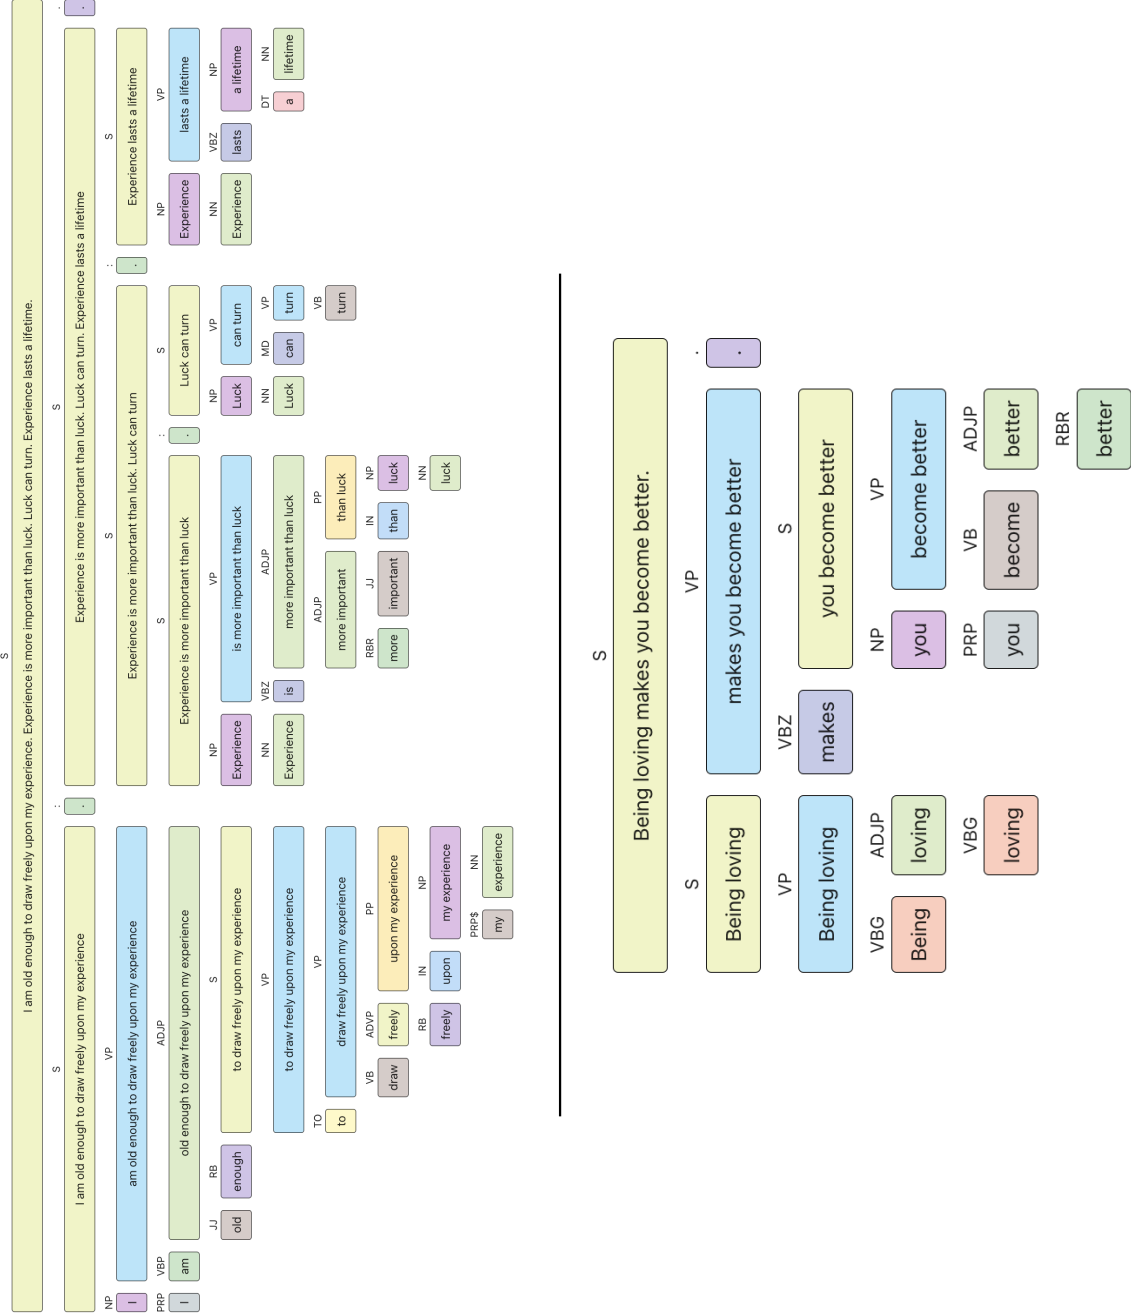 S
I am old enough to draw freely upon my experience. Experience is more important than luck. Luck can turn. Experience lasts a lifetime.
S : S .
I am old enough to draw freely upon my experience . Experience is more important than luck. Luck can turn. Experience lasts a lifetime .
NP VP S : S
I am old enough to draw freely upon my experience Experience is more important than luck. Luck can turn . Experience lasts a lifetime
PRP VBP ADJP S : S NP VP
I am old enough to draw freely upon my experience Experience is more important than luck . Luck can turn Experience lasts a lifetime
JJ RB S NP VP NP VP NN VBZ NP
old enough to draw freely upon my experience Experience is more important than luck Luck can turn Experience lasts a lifetime
VP NN VBZ ADJP NN MD VP DT NN
to draw freely upon my experience Experience is more important than luck Luck can turn a lifetime
TO VP ADJP PP VB
to draw freely upon my experience more important than luck turn
VB ADVP PP RBR JJ IN NP
draw freely upon my experience more important than luck
RB IN NP NN
freely upon my experience luck
PRP$ NN
my experience
S
Being loving makes you become better.
S VP .
Being loving makes you become better .
VP VBZ S
Being loving makes you become better
VBG ADJP NP VP
Being loving you become better
VBG PRP VB ADJP
loving you become better
RBR
better